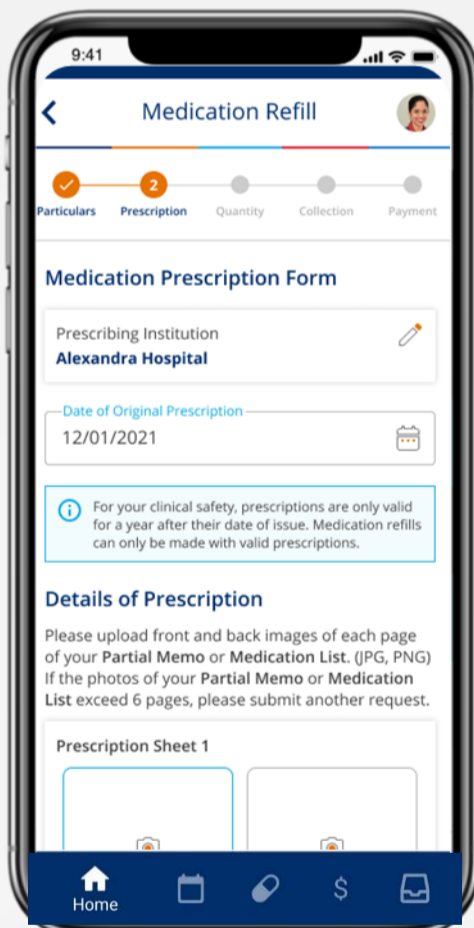 9:41
Medication Refill
2
Particulars Prescription Quantity Collection Payment
Medication Prescription Form
Prescribing Institution
Alexandra Hospital
Date of Original Prescription
12/01/2021
For your clinical safety, prescriptions are only valid
for a year after their date of issue. Medication refills
can only be made with valid prescriptions.
Details of Prescription
Please upload front and back images of each page
of your Partial Memo or Medication List. (JPG, PNG)
If the photos of your Partial Memo or Medication
List exceed 6 pages, please submit another request.
Prescription Sheet 1
$
Home